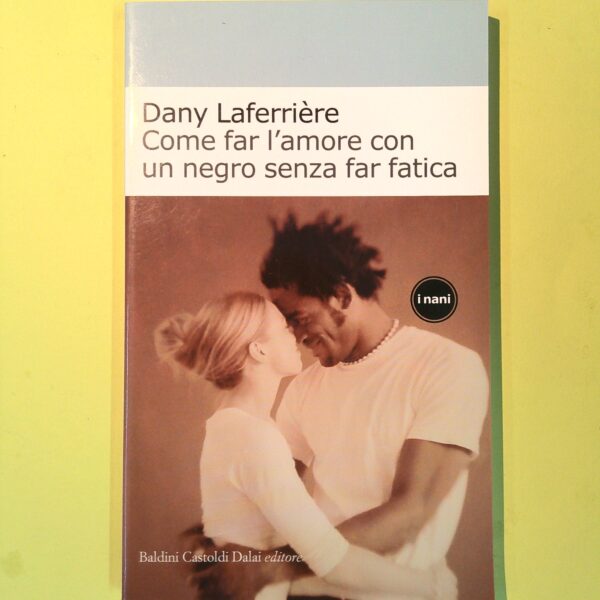 Dany Laferrière
Come far l'amore con
un negro senza far fatica
i nani
Baldini Castoldi Dalai editore